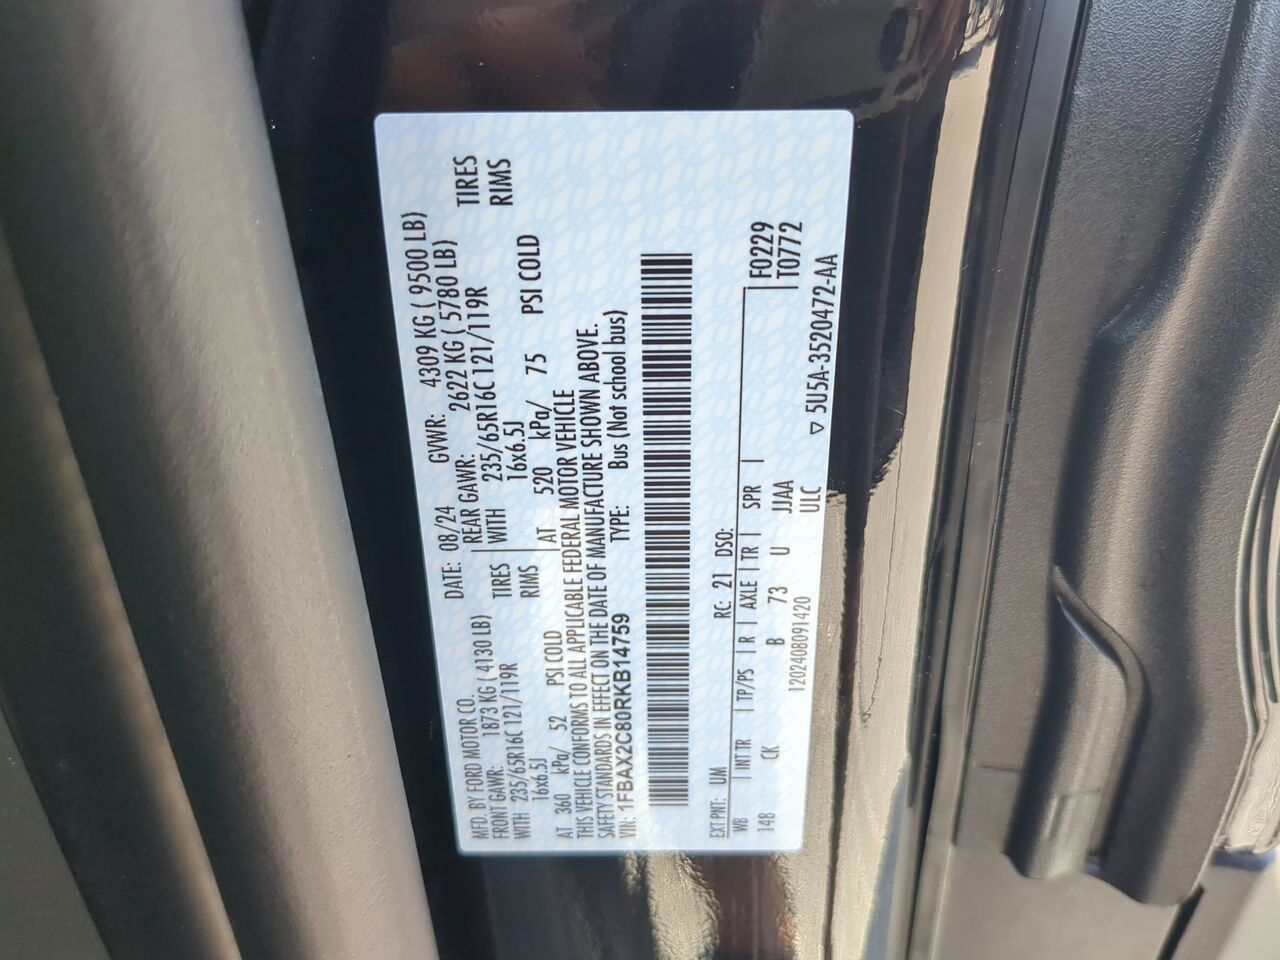 MFD. BY FORD MOTOR CO. DATE: 08/24 GVWR: 4309 KG ( 9500 LB)
FRONT GAWR: 1873 KG ( 4130 LB) REAR GAWR: 2622 KG ( 5780 LB)
WITH 235/65R16C 121/119R TIRES WITH 235/65R16C 121/119R TIRES
16x6.5J RIMS 16x6.5J RIMS
AT 360 kPa/ 52 PSI COLD AT 520 kPa/ 75 PSI COLD
THIS VEHICLE CONFORMS TO ALL APPLICABLE FEDERAL MOTOR VEHICLE
SAFETY STANDARDS IN EFFECT ON THE DATE OF MANUFACTURE SHOWN ABOVE.
VIN: 1FBAX2C80RKB14759 TYPE: Bus (Not school bus)
EXT PNT: UM RC: 21 DSO:
WB INT TR TP/PS R AXLE TR SPR F0229
148 CK B 73 U JJAA T0772
1202408091420 ULC ▽ 5U5A-3520472-AA